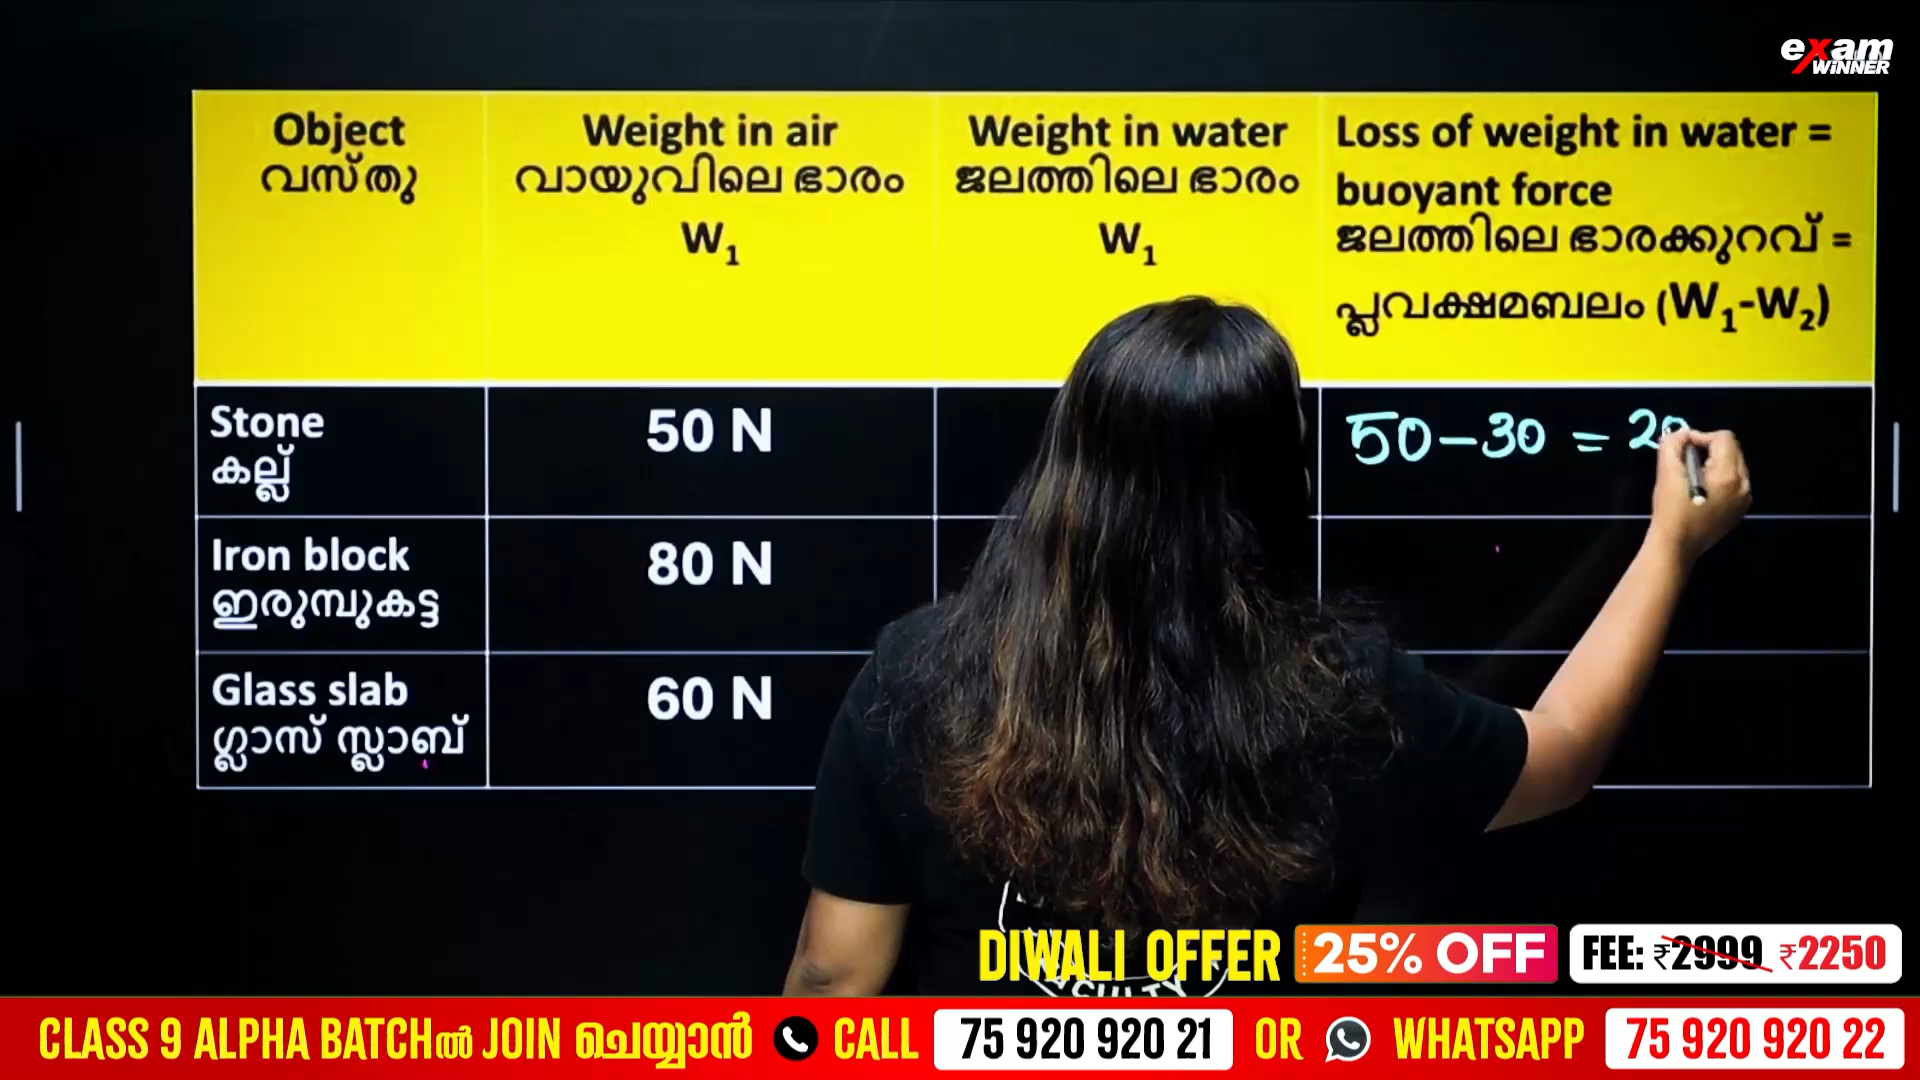 exam
WINNER
Object
വസ്തു
Weight in air
വായുവിലെ ഭാരം
W₁
Weight in water
ജലത്തിലെ ഭാരം
W₁
Loss of weight in water =
buoyant force
ജലത്തിലെ ഭാരക്കുറവ് =
പ്ലവക്ഷമബലം (W₁-W₂)
Stone
കല്ല്
50 N
50-30 = 20
Iron block
ഇരുമ്പുകട്ട
80 N
Glass slab
ഗ്ലാസ് സ്ലാബ്
60 N
DIWALI OFFER 25% OFF FEE: ₹2999 ₹2250
CLASS 9 ALPHA BATCHൽ JOIN ചെയ്യാൻ CALL 75 920 920 21 OR WHATSAPP 75 920 920 22